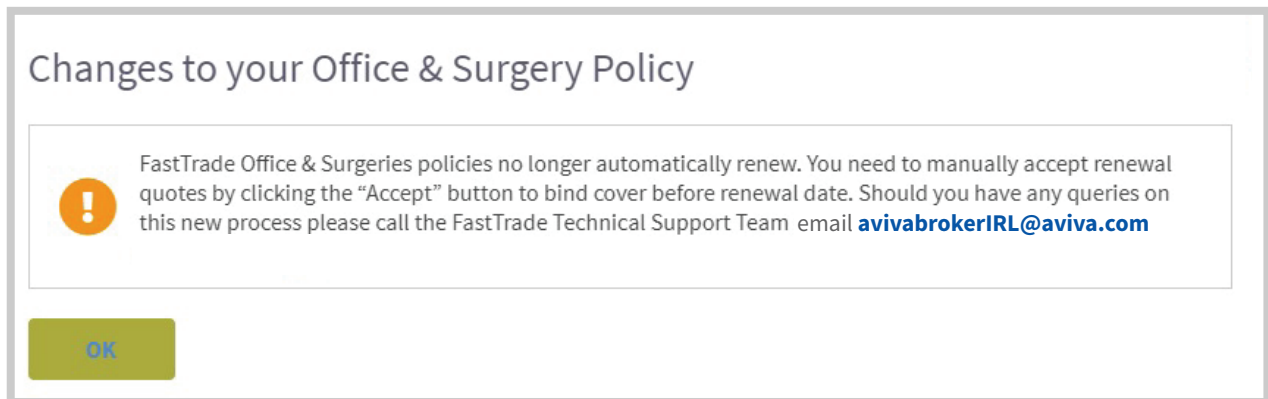 Changes to your Office & Surgery Policy
FastTrade Office & Surgeries policies no longer automatically renew. You need to manually accept renewal
quotes by clicking the “Accept” button to bind cover before renewal date. Should you have any queries on
this new process please call the FastTrade Technical Support Team email avivabrokerIRL@aviva.com
OK